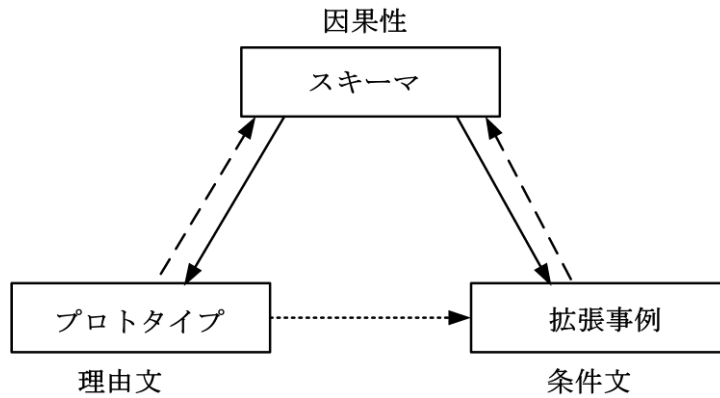 因果性
スキーマ
プロトタイプ
拡張事例
理由文
条件文